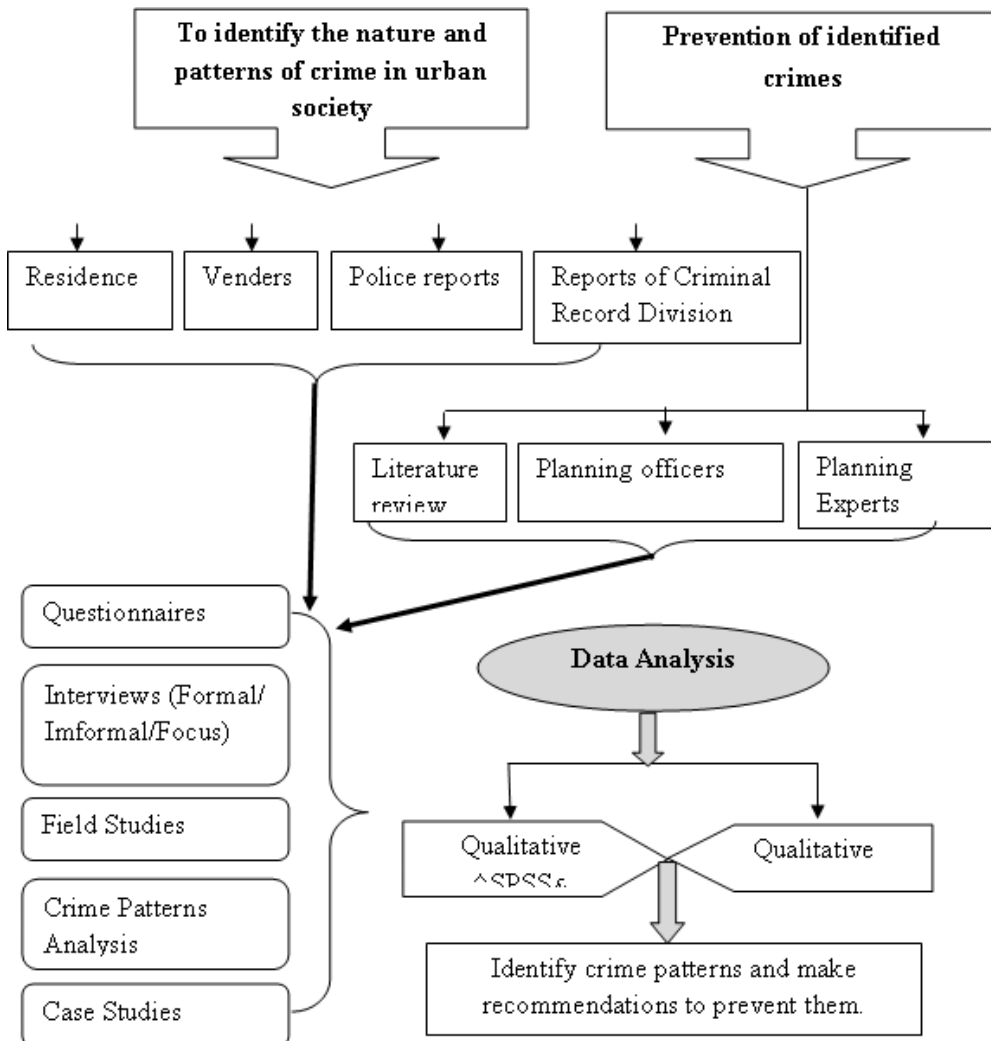 To identify the nature and
patterns of crime in urban
society
Prevention of identified
crimes
Residence
Venders
Police reports
Reports of Criminal
Record Division
Literature
review
Planning officers
Planning
Experts
Questionnaires
Interviews (Formal/
Imformal/Focus)
Field Studies
Crime Patterns
Analysis
Case Studies
Data Analysis
Qualitative
Qualitative
Identify crime patterns and make
recommendations to prevent them.